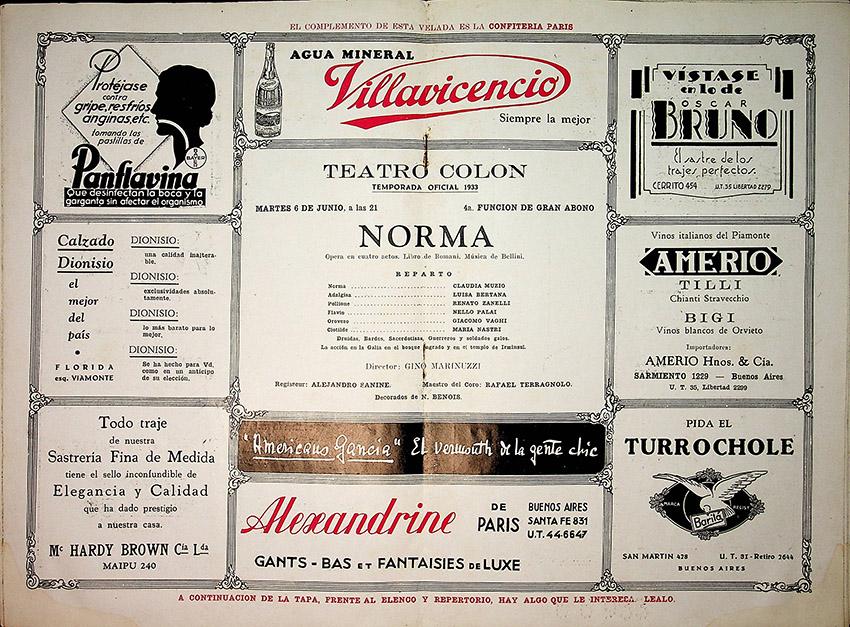 EL COMPLEMENTO DE ESTA VELADA ES LA CONFITERIA PARIS
Protéjase
contra
gripe, resfríos,
anginas, etc.
tomando las
pastillas de
BAYER
Panflavina
Que desinfectan la boca y la
garganta sin afectar el organismo
AGUA MINERAL
Villavicencio
Siempre la mejor
VÍSTASE
en lo de
OSCAR
BRUNO
El sastre de los
trajes perfectos.
CERRITO 454 U.T. 35 LIBERTAD 2279
TEATRO COLON
TEMPORADA OFICIAL 1933
MARTES 6 DE JUNIO, a las 21 4a. FUNCION DE GRAN ABONO
NORMA
Opera en cuatro actos. Libro de Romani. Música de Bellini.
REPARTO
Norma CLAUDIA MUZIO
Adalgisa LUISA BERTANA
Pollione RENATO ZANELLI
Flavio NELLO PALAI
Oroveso GIACOMO VAGHI
Clotilde MARIA NASTRI
Druidas, Bardos, Sacerdotisas, Guerreros y soldados galos.
La acción en la Galia en el bosque sagrado y en el templo de Irminsul.
Director: GINO MARINUZZI
Regisseur: ALEJANDRO SANINE. Maestro del Coro: RAFAEL TERRAGNOLO.
Decorados de N. BENOIS.
Calzado
Dionisio
el
mejor
del
país
•
FLORIDA
esq. VIAMONTE
DIONISIO:
una calidad inaltera-
ble.
DIONISIO:
exclusividades absolu-
tamente.
DIONISIO:
lo más barato para lo
mejor.
DIONISIO:
Se ha hecho para Vd.
como en un anticipo
de su elección.
Vinos italianos del Piamonte
AMERIO
TILLI
Chianti Stravecchio
BIGI
Vinos blancos de Orvieto
Importadores:
AMERIO Hnos. & Cia.
SARMIENTO 1229 — Buenos Aires
U. T. 35, Libertad 2299
Todo traje
de nuestra
Sastrería Fina de Medida
tiene el sello inconfundible de
Elegancia y Calidad
que ha dado prestigio
a nuestra casa.
Mc HARDY BROWN Cía Lda
MAIPU 240
"Americano Gancia" El vermouth de la gente chic
Alexandrine
DE
PARIS
BUENOS AIRES
SANTA FE 831
U.T. 44-6647
GANTS - BAS ET FANTAISIES DE LUXE
PIDA EL
TURROCHOLE
MARCA REGIST
Barilá
SAN MARTIN 428 U. T. 31 - Retiro 2644
BUENOS AIRES
A CONTINUACION DE LA TAPA, FRENTE AL ELENCO Y REPERTORIO, HAY ALGO QUE LE INTERESA. LEALO.